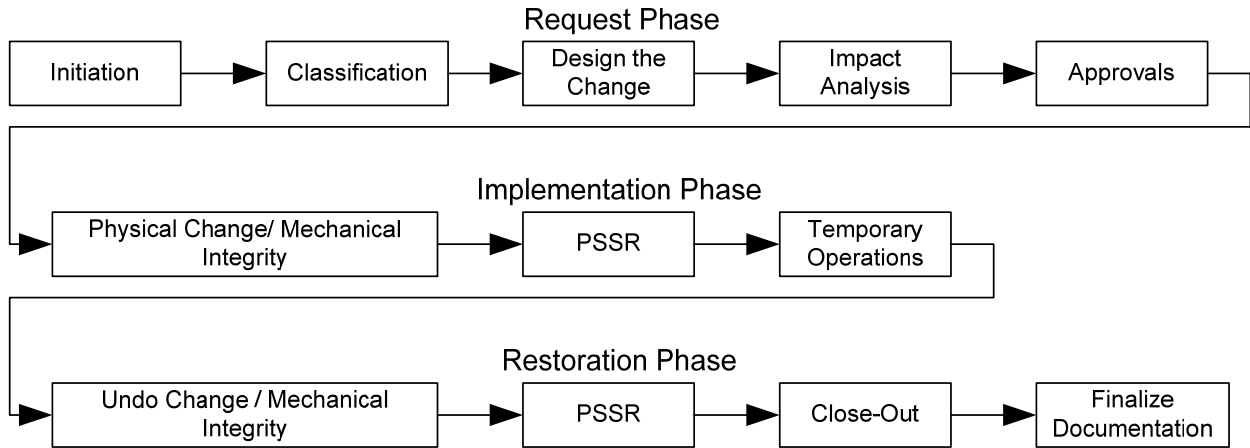 Request Phase
Initiation
Classification
Design the
Change
Impact
Analysis
Approvals
Implementation Phase
Physical Change/ Mechanical
Integrity
PSSR
Temporary
Operations
Restoration Phase
Undo Change / Mechanical
Integrity
PSSR
Close-Out
Finalize
Documentation